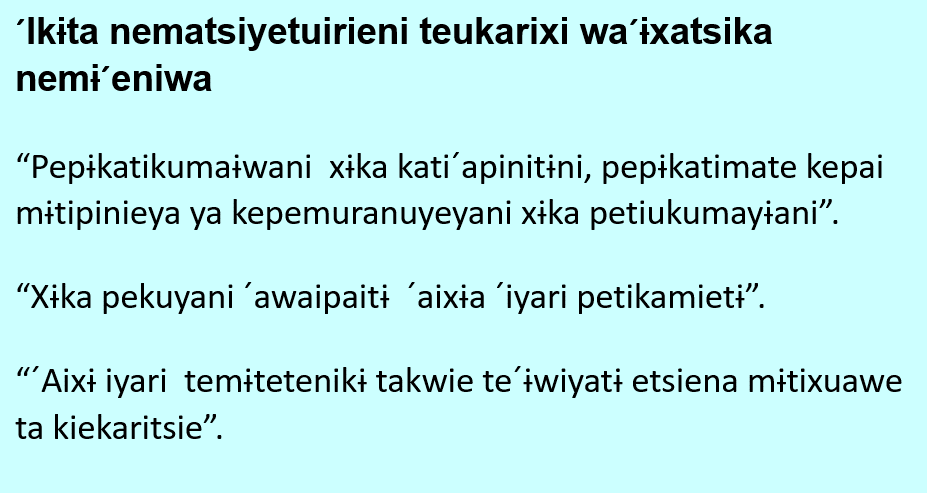 ´Ikɨta nematsiyetuirieni teukarixi wa´ɨxatsika
nemɨ´eniwa
“Pepɨkatikumaɨwani  xɨka kati´apinitɨni, pepɨkatimate kepai
mɨtipinieya ya kepemuranuyeyani xɨka petiukumayɨani”.
“Xɨka pekuyani ´awaipaitɨ  ´aixɨa ´iyari petikamietɨ”.
“´Aixɨ iyari  temɨtetenikɨ takwie te´ɨwiyatɨ etsiena mɨtixuawe
ta kiekaritsie”.